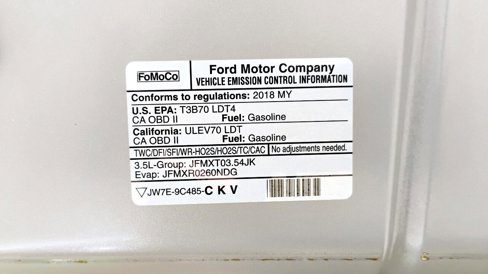 FoMoCo
Ford Motor Company
VEHICLE EMISSION CONTROL INFORMATION
Conforms to regulations: 2018 MY
U.S. EPA: T3B70 LDT4
CA OBD II Fuel: Gasoline
California: ULEV70 LDT
CA OBD II Fuel: Gasoline
TWC/DFI/SFI/WR-HO2S/HO2S/TC/CAC No adjustments needed.
3.5L-Group: JFMXT03.54JK
Evap: JFMXR0260NDG
JW7E-9C485-C K V